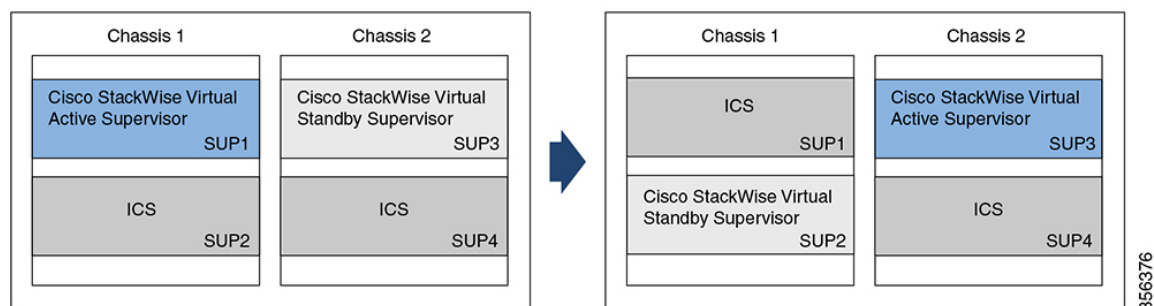 Chassis 1
Chassis 2
Cisco StackWise Virtual
Active Supervisor
SUP1
Cisco StackWise Virtual
Standby Supervisor
SUP3
ICS
SUP2
ICS
SUP4
Chassis 1
Chassis 2
ICS
SUP1
Cisco StackWise Virtual
Active Supervisor
SUP3
Cisco StackWise Virtual
Standby Supervisor
SUP2
ICS
SUP4
356376